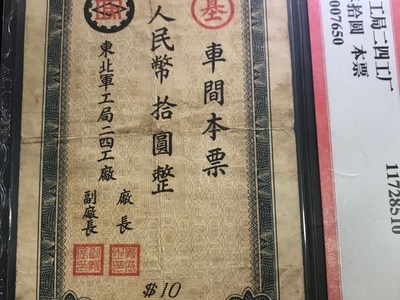 基
車間本票
人民幣拾圓整
東北軍工局二四工廠
廠長
副廠長
$10
工局二四工厂
拾圆 本票
007650
11728510